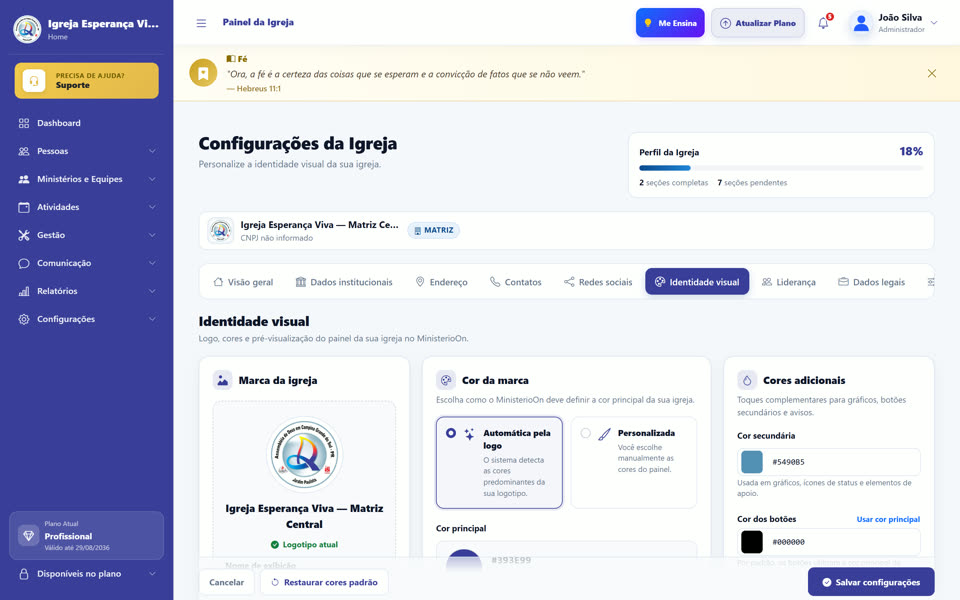 Igreja Esperança Vi...
Home
PRECISA DE AJUDA?
Suporte
Dashboard
Pessoas
Ministérios e Equipes
Atividades
Gestão
Comunicação
Relatórios
Configurações
Plano Atual
Profissional
Válido até 29/08/2036
Disponíveis no plano
Painel da Igreja
Me Ensina
Atualizar Plano
João Silva
Administrador
Fé
"Ora, a fé é a certeza das coisas que se esperam e a convicção de fatos que se não veem."
— Hebreus 11:1
Configurações da Igreja
Personalize a identidade visual da sua igreja.
Perfil da Igreja
18%
2 seções completas 7 seções pendentes
Igreja Esperança Viva — Matriz Ce...
MATRIZ
CNPJ não informado
Visão geral
Dados institucionais
Endereço
Contatos
Redes sociais
Identidade visual
Liderança
Dados legais
Identidade visual
Logo, cores e pré-visualização do painel da sua igreja no MinisterioOn.
Marca da igreja
Igreja Esperança Viva — Matriz
Central
Logotipo atual
Nome de exibição
Cor da marca
Escolha como o MinisterioOn deve definir a cor principal da sua igreja.
Automática pela
logo
O sistema detecta
as cores
predominantes da
sua logotipo.
Personalizada
Você escolhe
manualmente as
cores do painel.
Cor principal
#393E99
Cores adicionais
Toques complementares para gráficos, botões
secundários e avisos.
Cor secundária
#5490B5
Usada em gráficos, ícones de status e elementos de
apoio.
Cor dos botões
Usar cor principal
#000000
Cancelar
Restaurar cores padrão
Salvar configurações